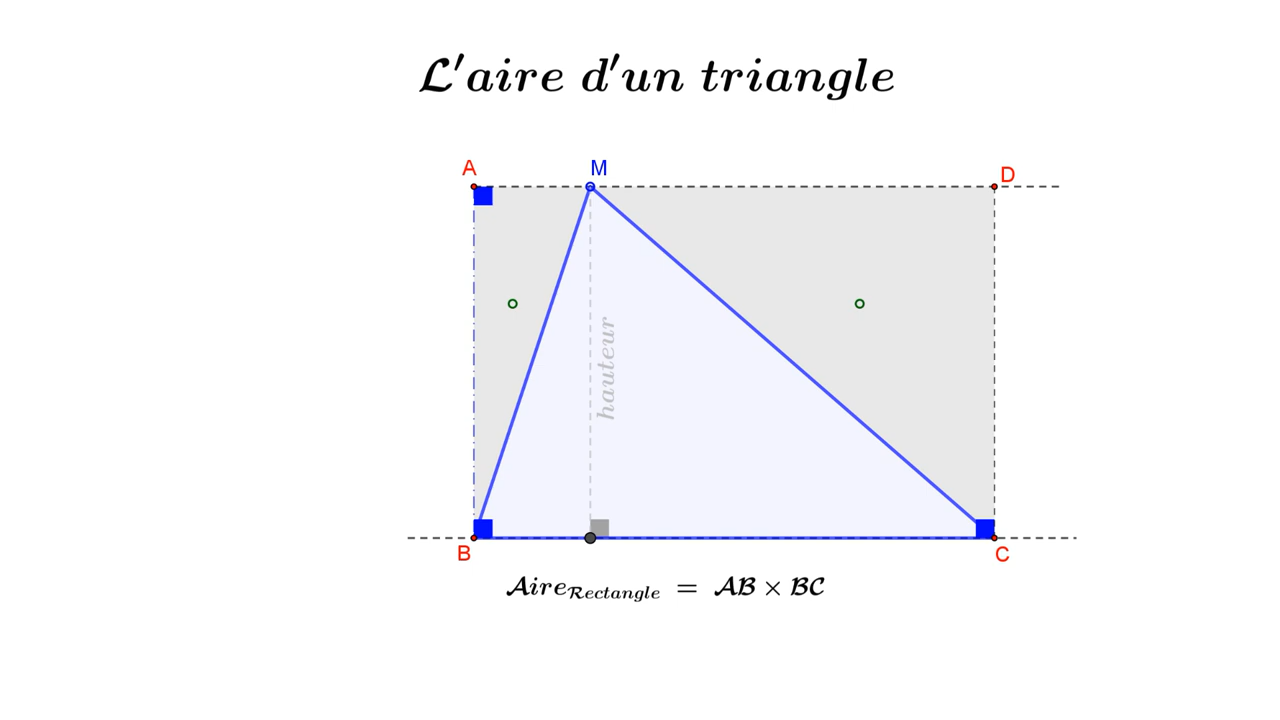 L'aire d'un triangle
A M D
hauteur
B C
Aire_Rectangle = AB × BC